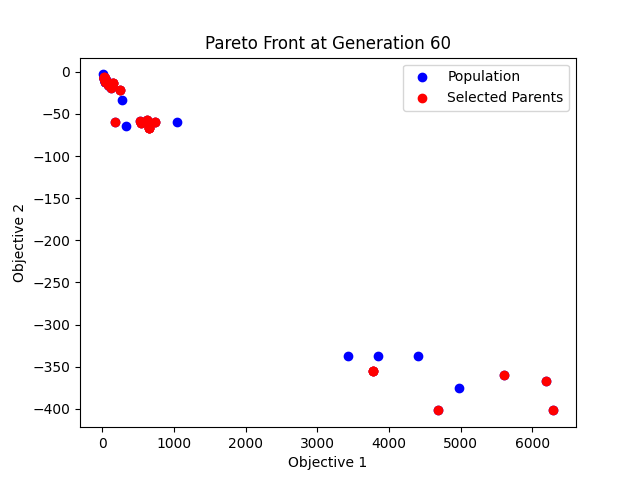 Pareto Front at Generation 60
Population
Selected Parents
0
−50
−100
−150
−200
−250
−300
−350
−400
Objective 2
0 1000 2000 3000 4000 5000 6000
Objective 1